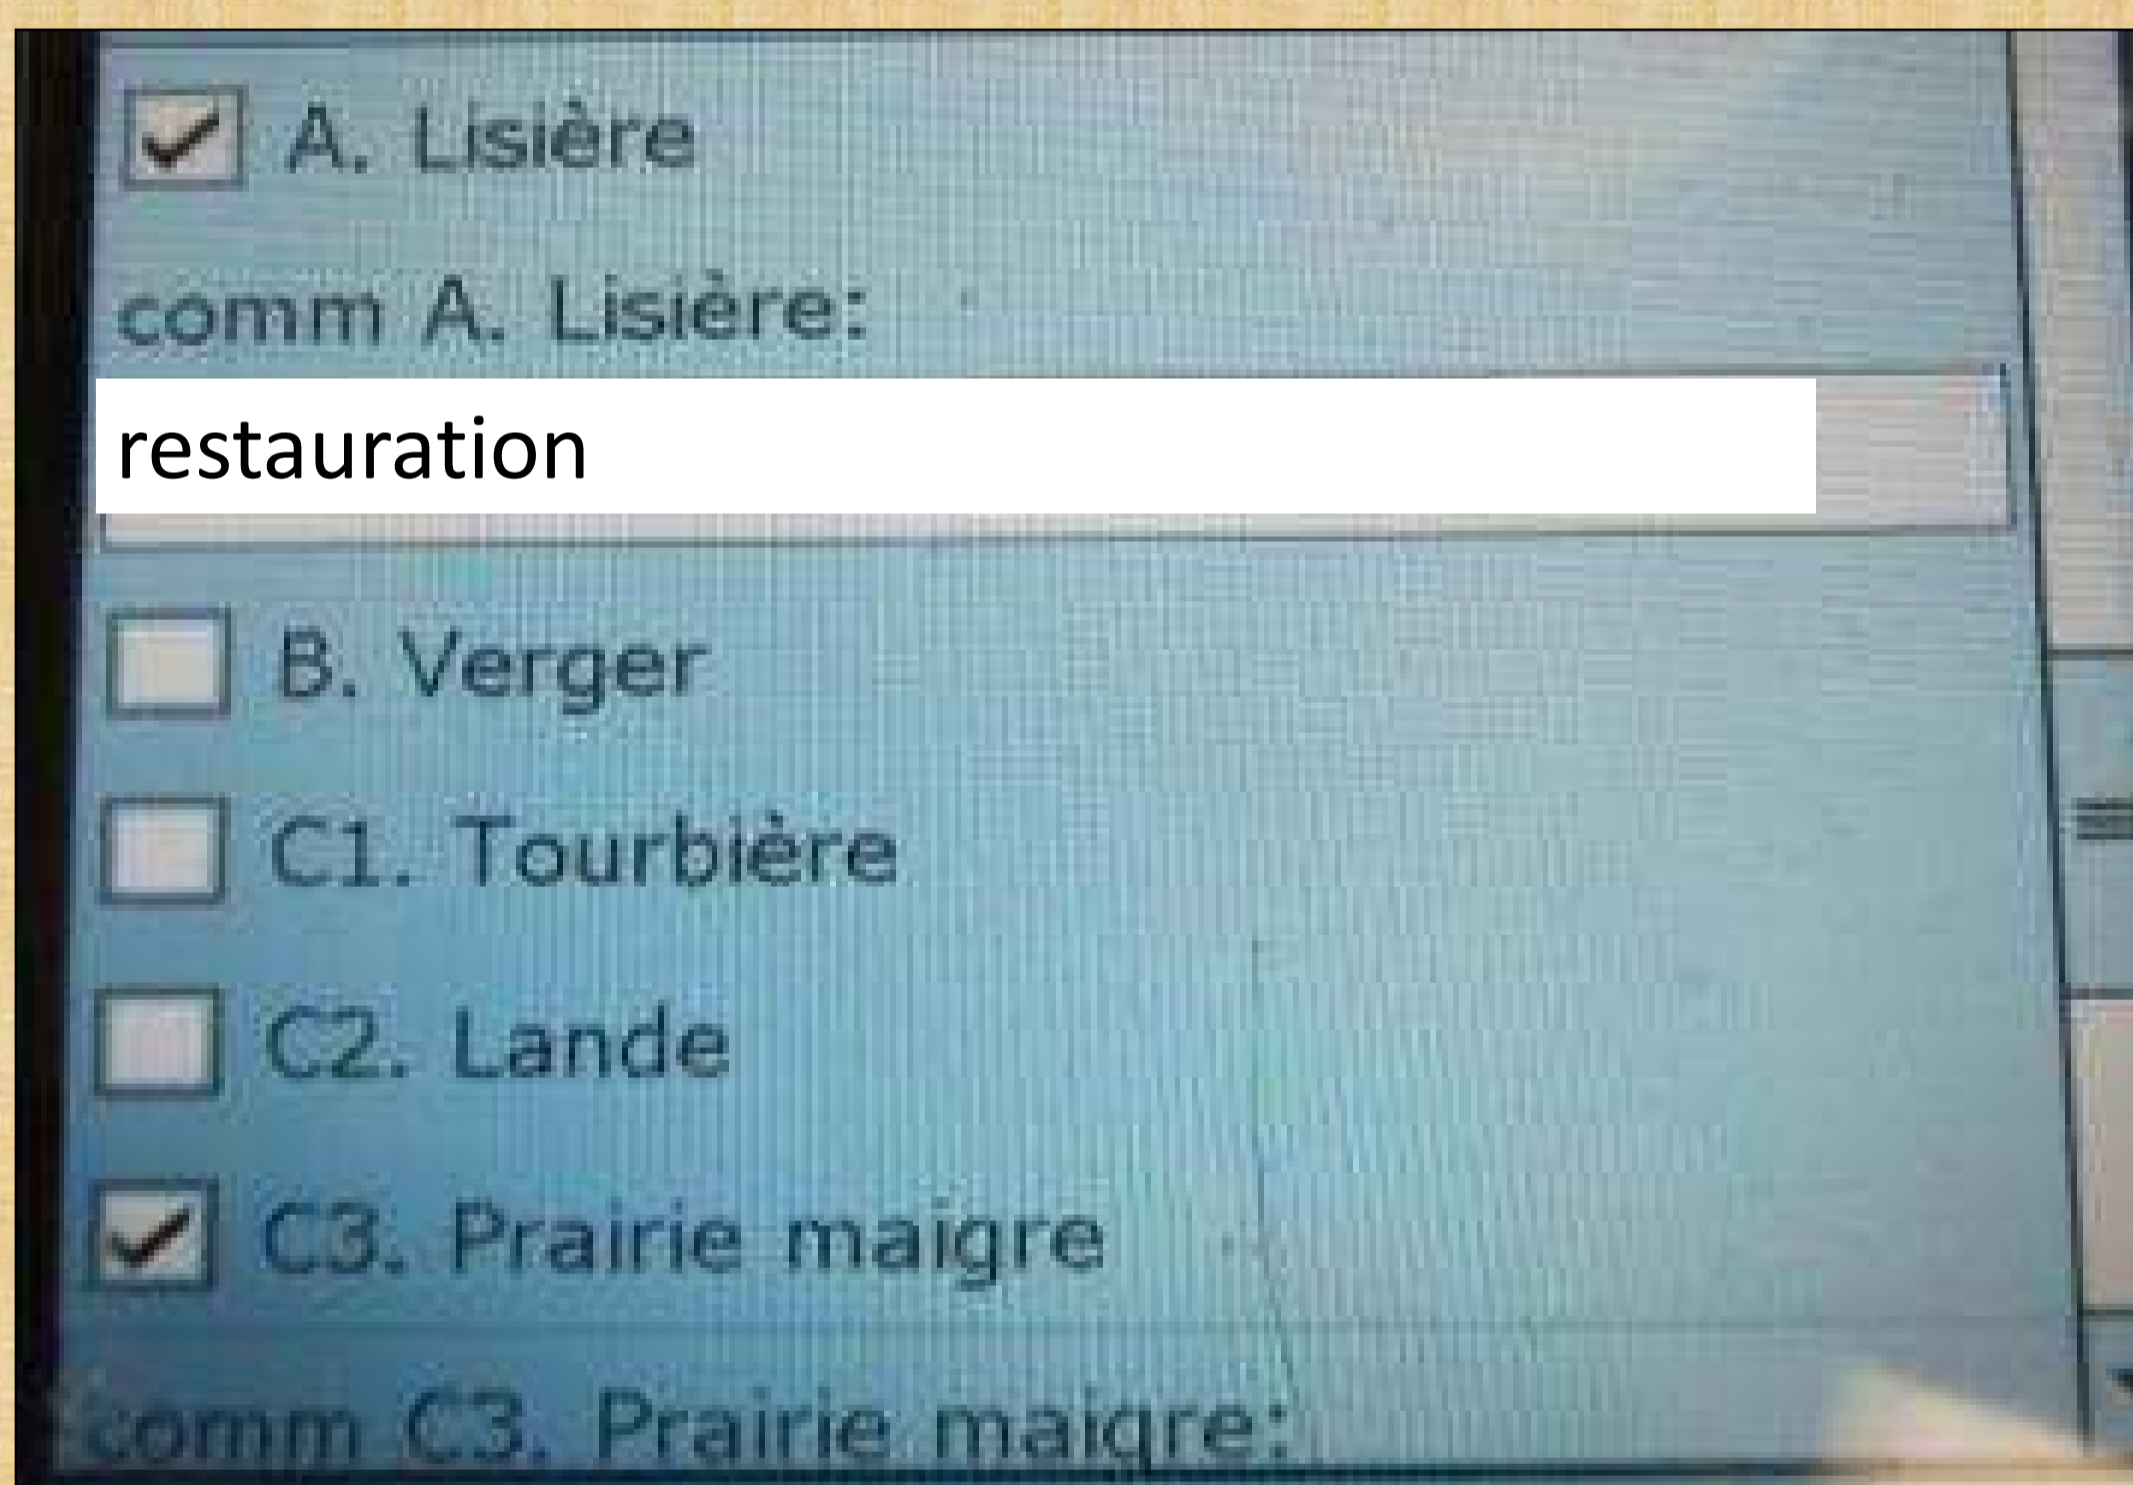 A. Lisière
comm A. Lisière:
restauration
B. Verger
C1. Tourbière
C2. Lande
C3. Prairie maigre
comm C3. Prairie maigre: